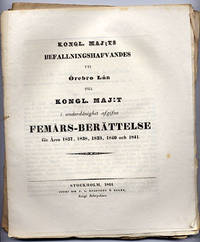 KONGL. MAJ:TS
BEFALLNINGSHAFVANDES
UTI
Örebro Län
TILL
KONGL. MAJ:T
i underdånighet afgifne
FEMÅRS-BERÄTTELSE
för Åren 1837, 1838, 1839, 1840 och 1841
STOCKHOLM,